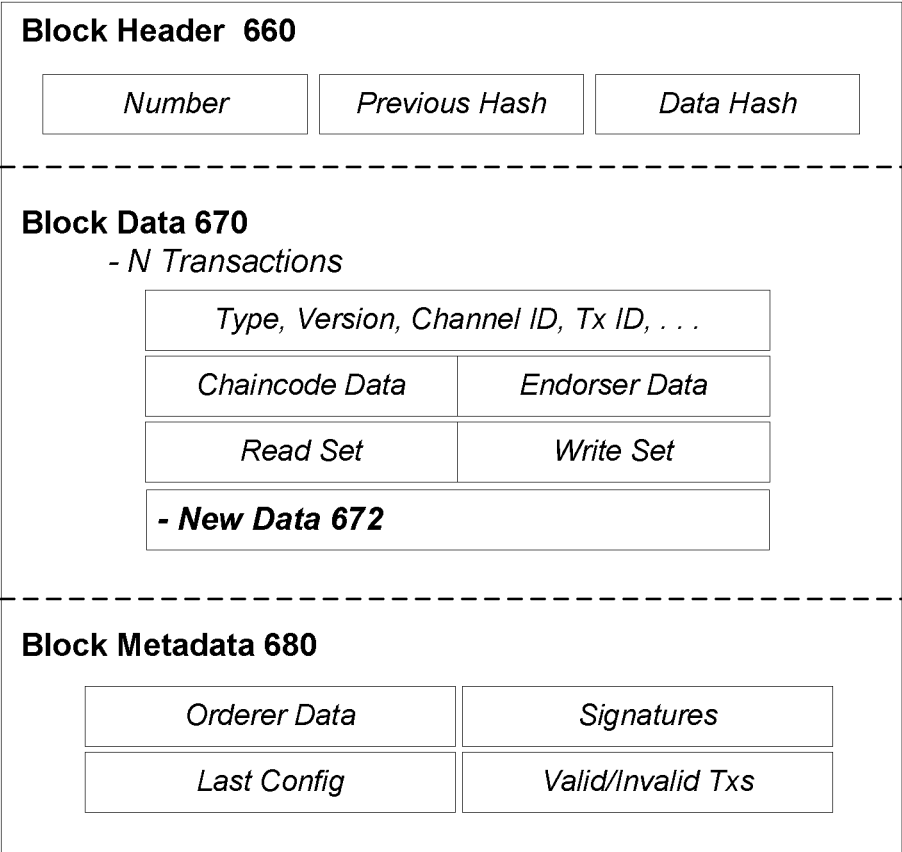 Block Header 660
Number Previous Hash Data Hash
Block Data 670
- N Transactions
Type, Version, Channel ID, Tx ID, . . .
Chaincode Data Endorser Data
Read Set Write Set
- New Data 672
Block Metadata 680
Orderer Data Signatures
Last Config Valid/Invalid Txs